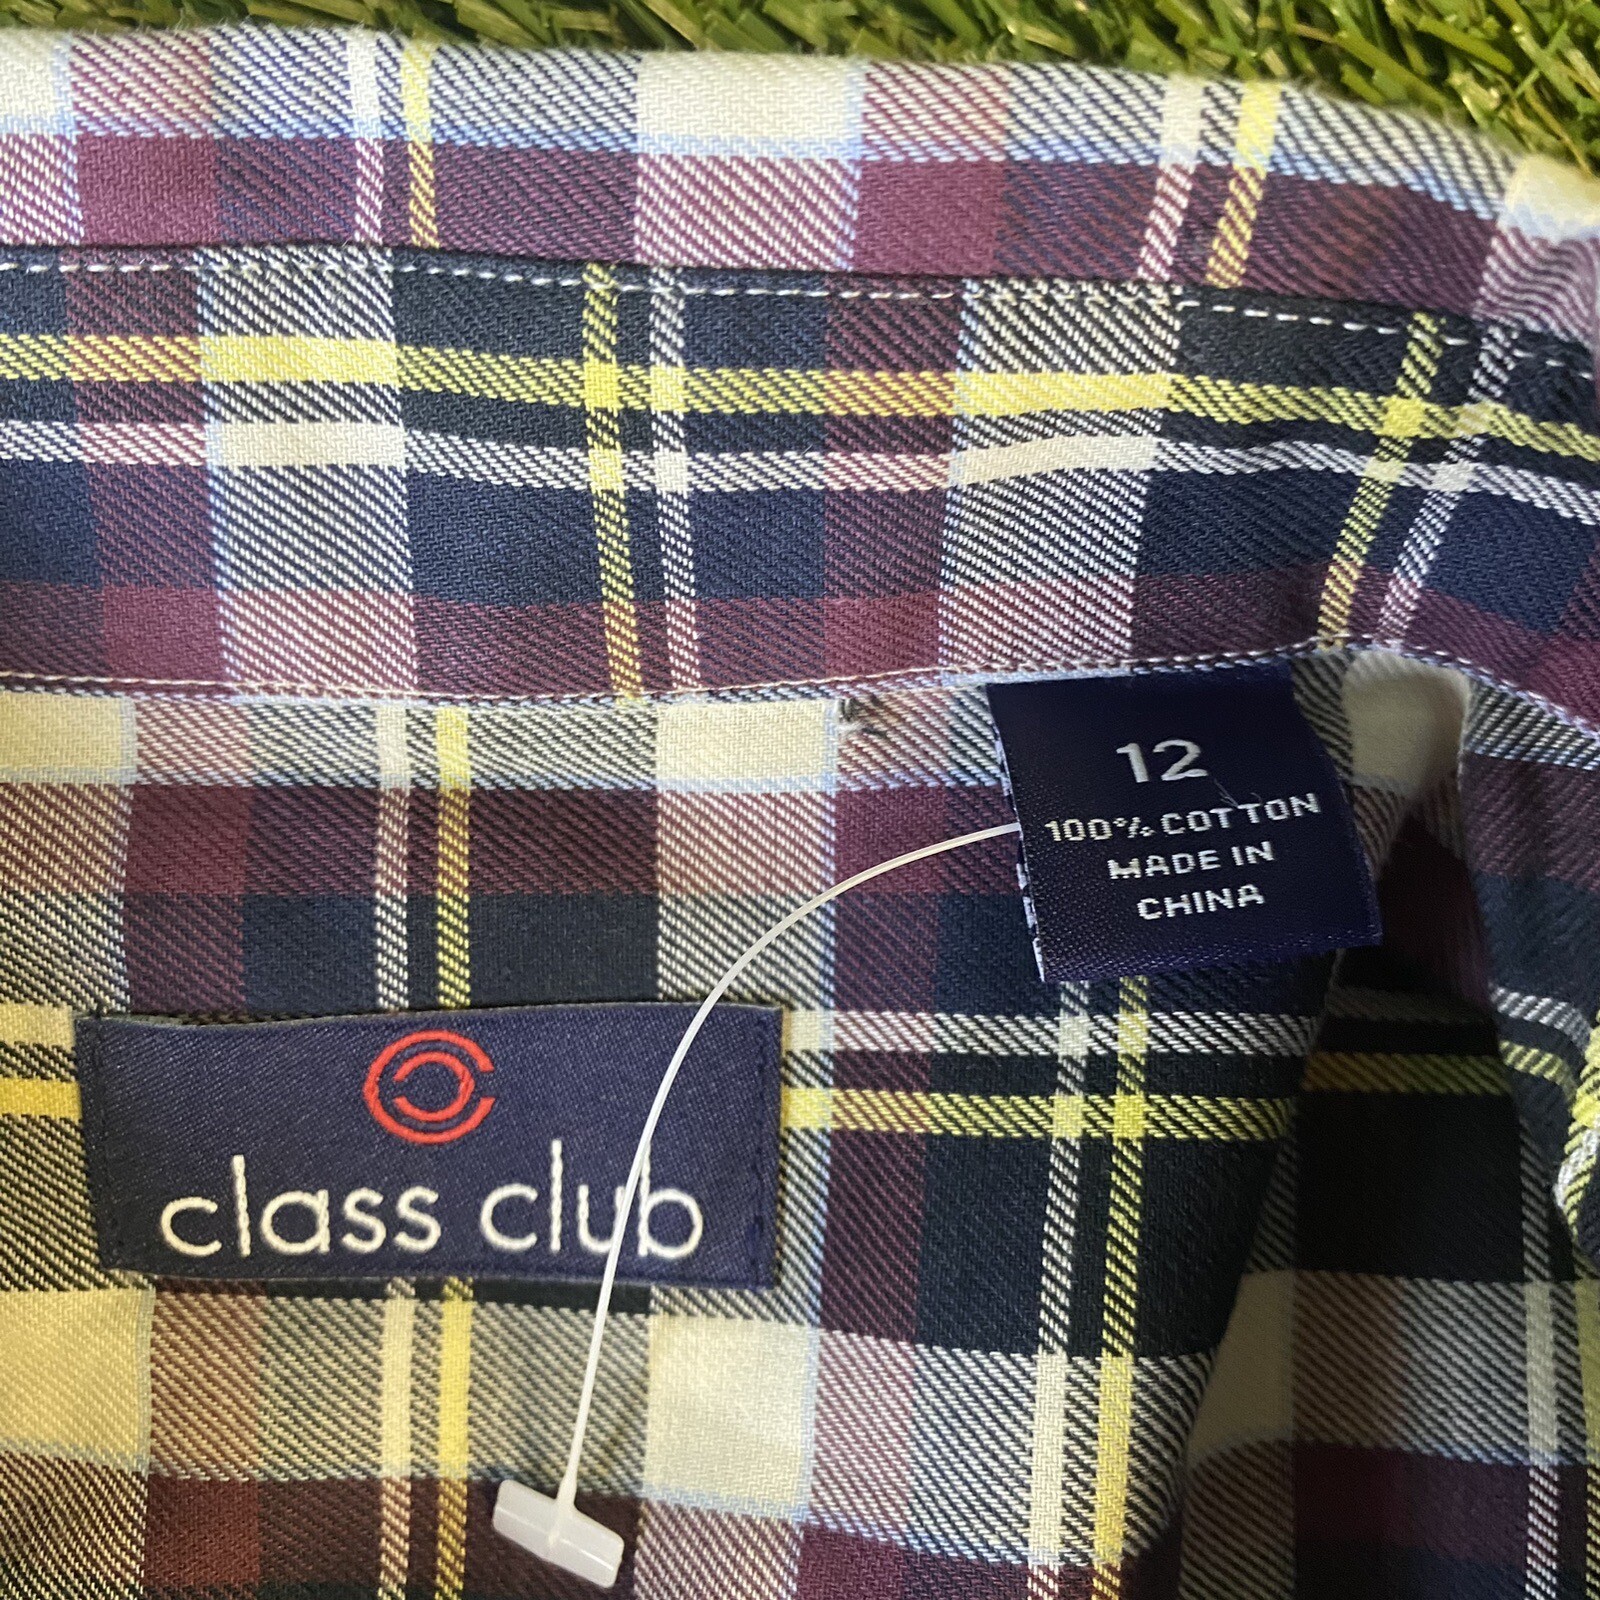 12
100% COTTON
MADE IN
CHINA
class club